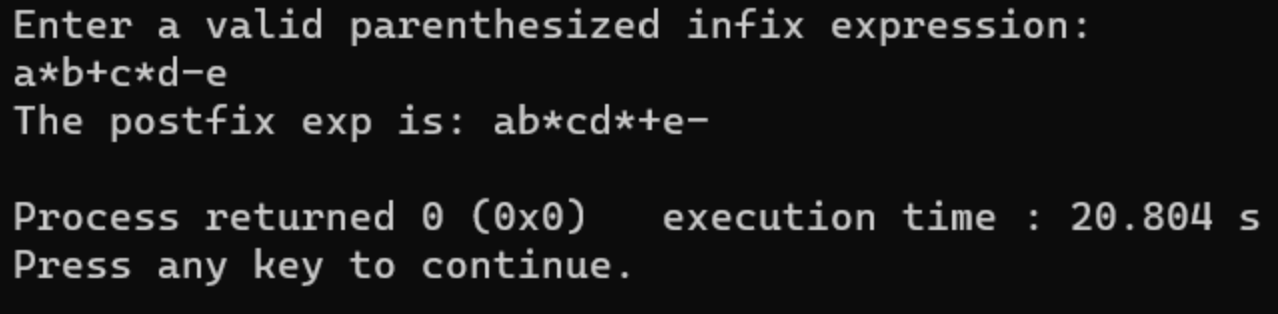 Enter a valid parenthesized infix expression:
a*b+c*d-e
The postfix exp is: ab*cd*+e-
Process returned 0 (0x0)   execution time : 20.804 s
Press any key to continue.